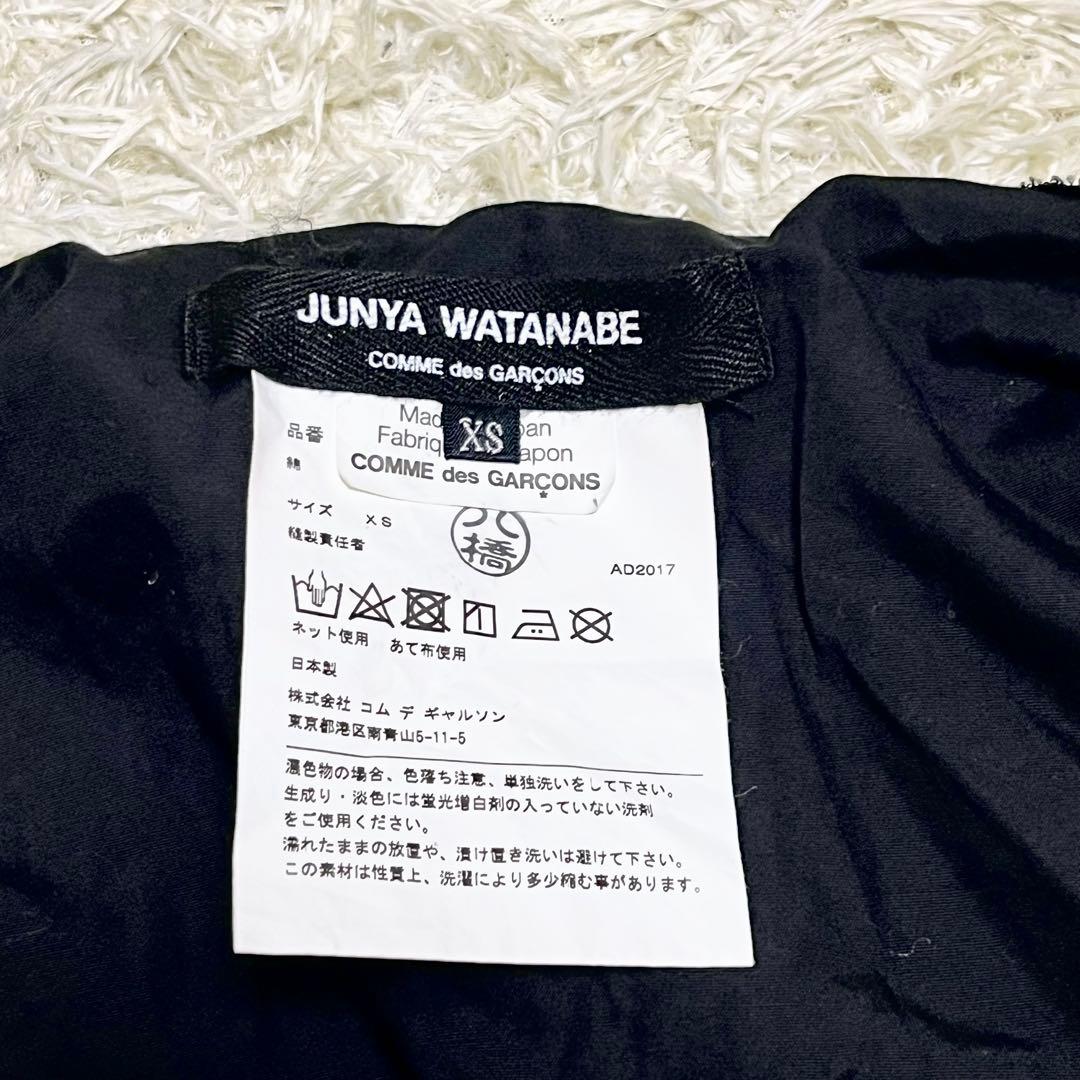 JUNYA WATANABE
COMME des GARÇONS
XS
Made
Japan
Japon
COMME des GARÇONS
品番
綿
サイズ XS
縫製責任者 八橋
AD2017
ネット使用 あて布使用
日本製
株式会社 コム デ ギャルソン
東京都港区南青山5-11-5
濃色物の場合、色落ち注意、単独洗いをして下さい。
生成り・淡色には蛍光増白剤の入っていない洗剤
をご使用ください。
濡れたままの放置や、漬け置き洗いは避けて下さい。
この素材は性質上、洗濯により多少縮む事があります。